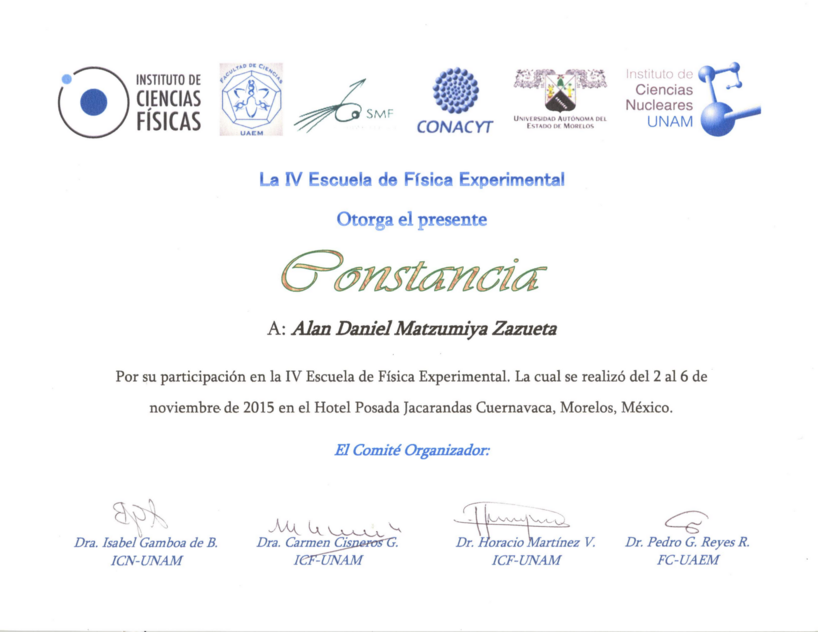 INSTITUTO DE
CIENCIAS
FÍSICAS
FACULTAD DE CIENCIAS
UAEM
SMF
CONACYT
UNIVERSIDAD AUTÓNOMA DEL
ESTADO DE MORELOS
Instituto de
Ciencias
Nucleares
UNAM
La IV Escuela de Física Experimental
Otorga el presente
Constancia
A: Alan Daniel Matzumiya Zazueta
Por su participación en la IV Escuela de Física Experimental. La cual se realizó del 2 al 6 de
noviembre de 2015 en el Hotel Posada Jacarandas Cuernavaca, Morelos, México.
El Comité Organizador:
Dra. Isabel Gamboa de B.
ICN-UNAM
Dra. Carmen Cisneros G.
ICF-UNAM
Dr. Horacio Martínez V.
ICF-UNAM
Dr. Pedro G. Reyes R.
FC-UAEM